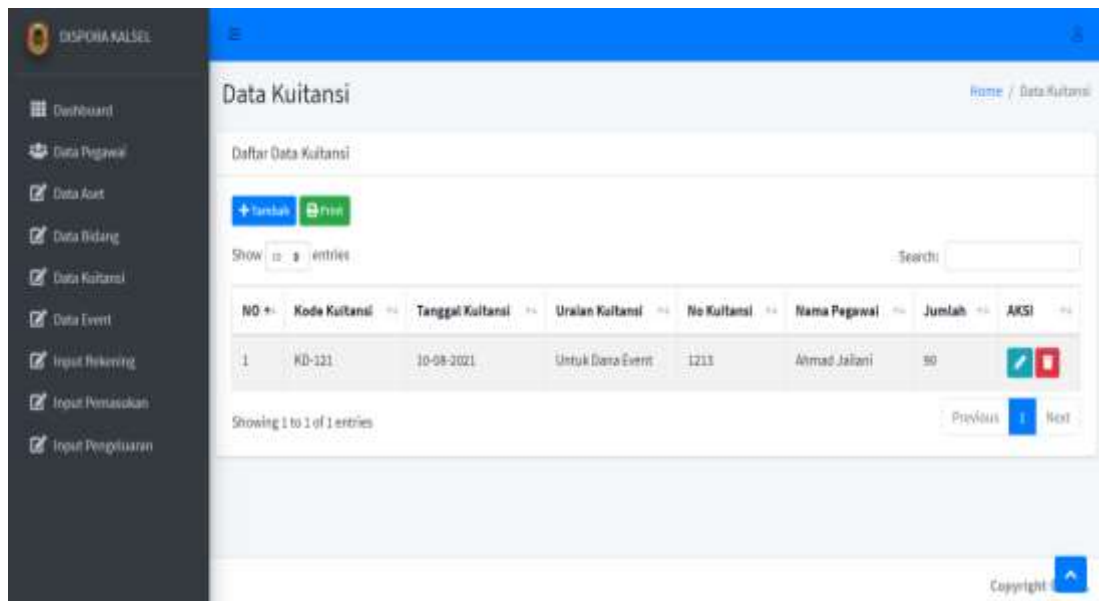 DISPORA KALSEL
Dashboard
Data Pegawai
Data Aset
Data Bidang
Data Kuitansi
Data Event
Input Rekening
Input Pemasukan
Input Pengeluaran
Data Kuitansi
Home / Data Kuitansi
Daftar Data Kuitansi
+ Tambah Print
Show 10 entries
Search:
NO Kode Kuitansi Tanggal Kuitansi Uraian Kuitansi No Kuitansi Nama Pegawai Jumlah AKSI
1 KD-121 10-08-2021 Untuk Dana Event 1213 Ahmad Jailani 90
Showing 1 to 1 of 1 entries
Previous 1 Next
Copyright